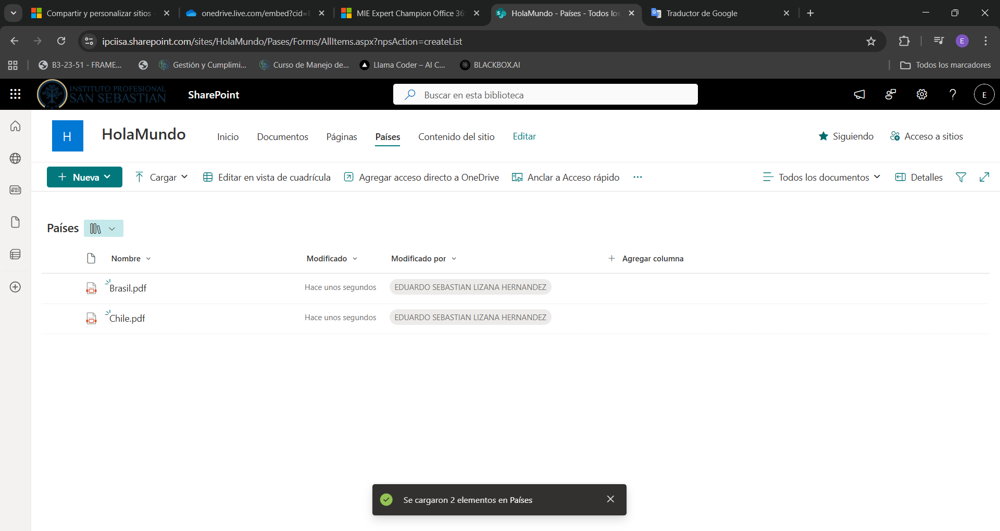 Compartir y personalizar sitios -
onedrive.live.com/embed?cid=
MIE Expert Champion Office 36
HolaMundo - Países - Todos los
Traductor de Google
ipciisa.sharepoint.com/sites/HolaMundo/Pases/Forms/AllItems.aspx?npsAction=createList
E
B3-23-51 - FRAME...
Gestión y Cumplimi...
Curso de Manejo de...
Llama Coder – AI C...
BLACKBOX.AI
Todos los marcadores
INSTITUTO PROFESIONAL
SAN SEBASTIAN
SharePoint
Buscar en esta biblioteca
E
H
HolaMundo
Inicio
Documentos
Páginas
Países
Contenido del sitio
Editar
Siguiendo
Acceso a sitios
Nueva
Cargar
Editar en vista de cuadrícula
Agregar acceso directo a OneDrive
Anclar a Acceso rápido
Todos los documentos
Detalles
Países
Nombre
Modificado
Modificado por
Agregar columna
Brasil.pdf
Hace unos segundos
EDUARDO SEBASTIAN LIZANA HERNANDEZ
Chile.pdf
Hace unos segundos
EDUARDO SEBASTIAN LIZANA HERNANDEZ
Se cargaron 2 elementos en Países